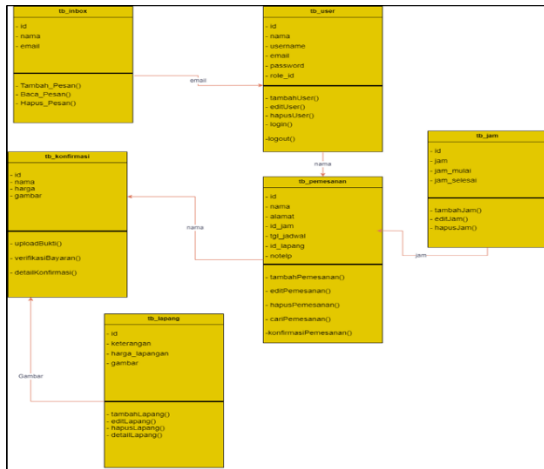 tb_inbox
- id
- nama
- email
- Tambah_Pesan()
- Baca_Pesan()
- Hapus_Pesan()
email
tb_user
- id
- nama
- username
- email
- password
- role_id
- tambahUser()
- editUser()
- hapusUser()
- login()
-logout()
nama
tb_jam
- id
- jam
- jam_mulai
- jam_selesai
- tambahJam()
- editJam()
- hapusJam()
jam
tb_konfirmasi
- id
- nama
- harga
- gambar
- uploadBukti()
- verifikasiBayaran()
- detailKonfirmasi()
nama
tb_pemesanan
- id
- nama
- alamat
- id_jam
- tgl_jadwal
- id_lapang
- notelp
- tambahPemesanan()
- editPemesanan()
- hapusPemesanan()
- cariPemesanan()
-konfirmasiPemesanan()
tb_lapang
- id
- keterangan
- harga_lapangan
- gambar
- tambahLapang()
- editLapang()
- hapusLapang()
- detailLapang()
Gambar